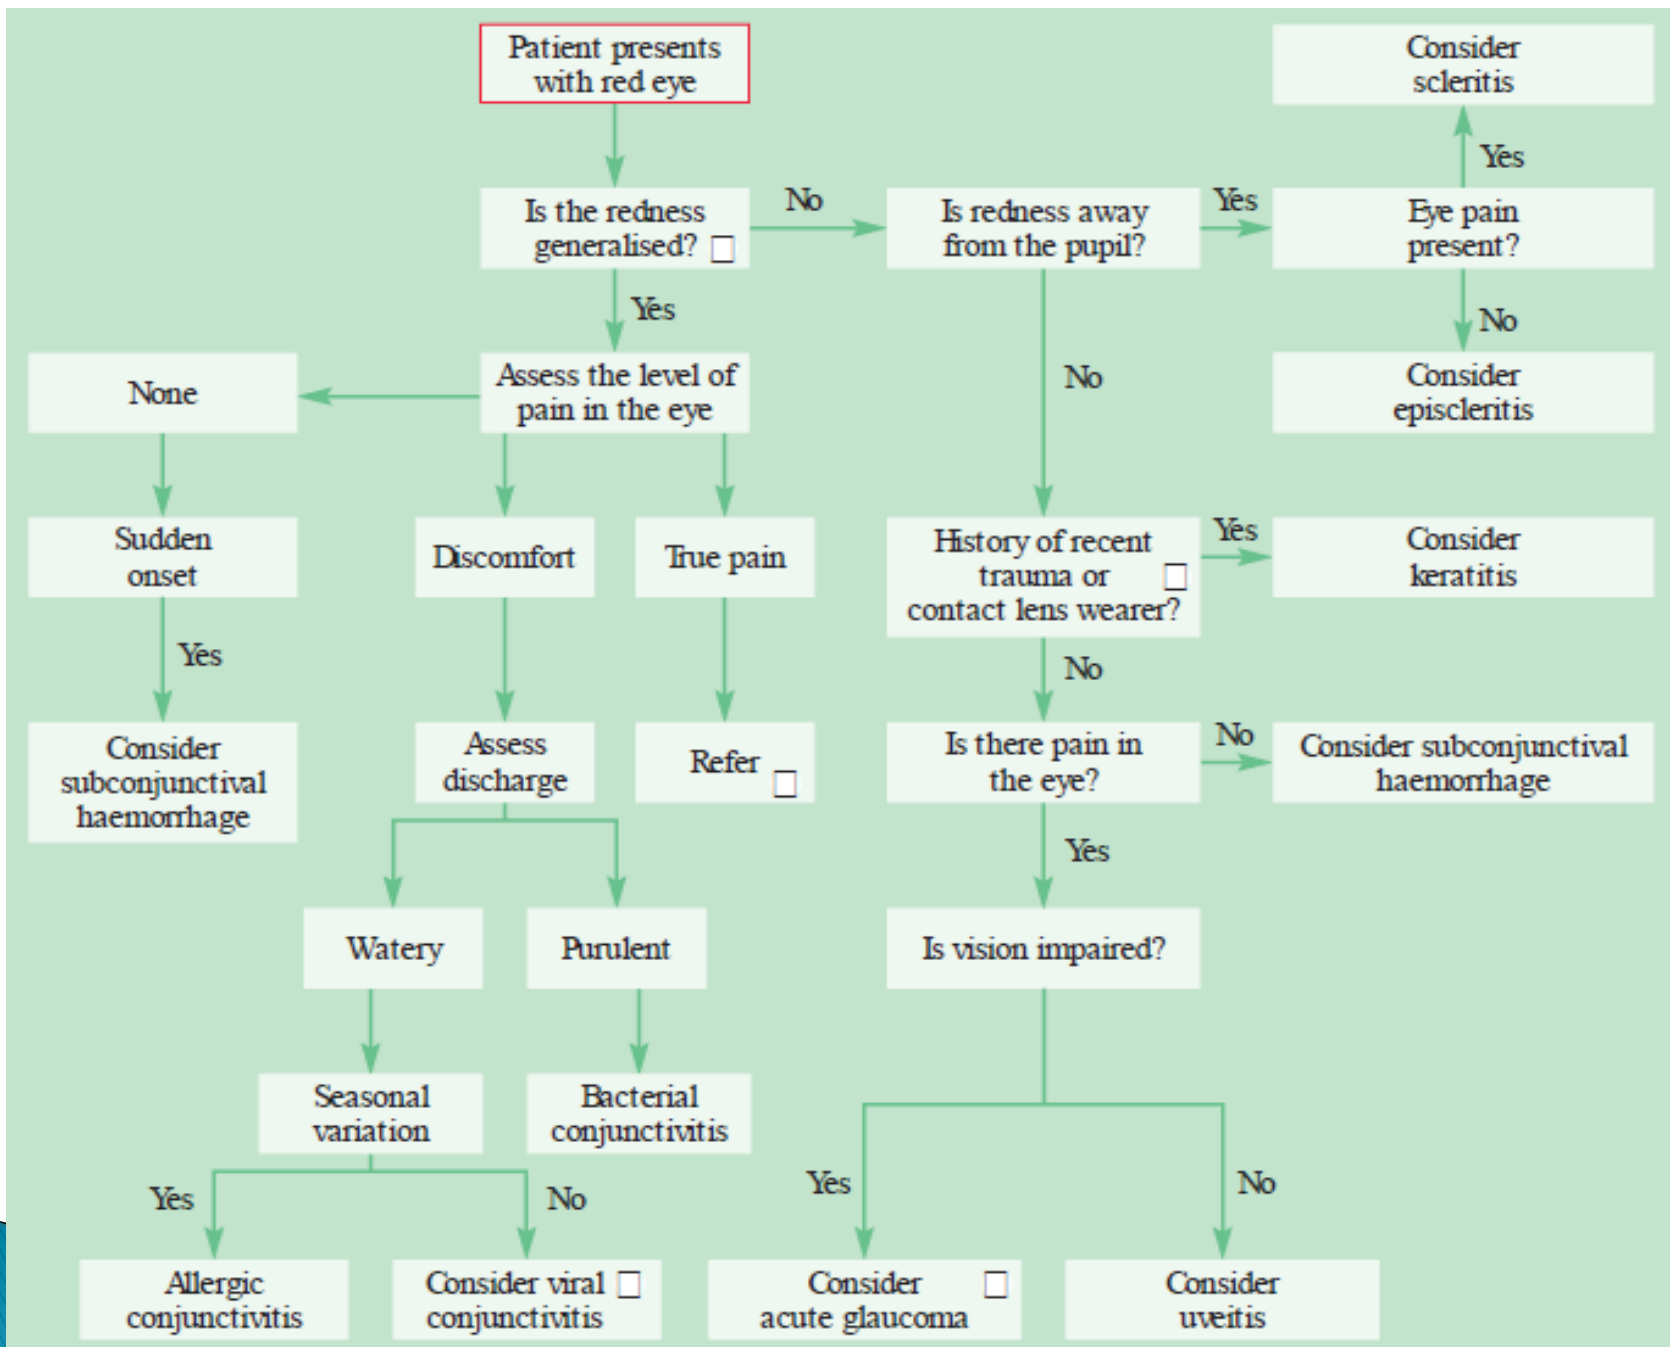 Patient presents
with red eye
Consider
scleritis
Yes
Is the redness
generalised?
No
Is redness away
from the pupil?
Yes
Eye pain
present?
Yes
No
None
Assess the level of
pain in the eye
No
Consider
episcleritis
Sudden
onset
Discomfort
True pain
History of recent
trauma or
contact lens wearer?
Yes
Consider
keratitis
Yes
No
Consider
subconjunctival
haemorrhage
Assess
discharge
Refer
Is there pain in
the eye?
No
Consider subconjunctival
haemorrhage
Yes
Watery
Purulent
Is vision impaired?
Seasonal
variation
Bacterial
conjunctivitis
Yes
No
Yes
No
Allergic
conjunctivitis
Consider viral
conjunctivitis
Consider
acute glaucoma
Consider
uveitis